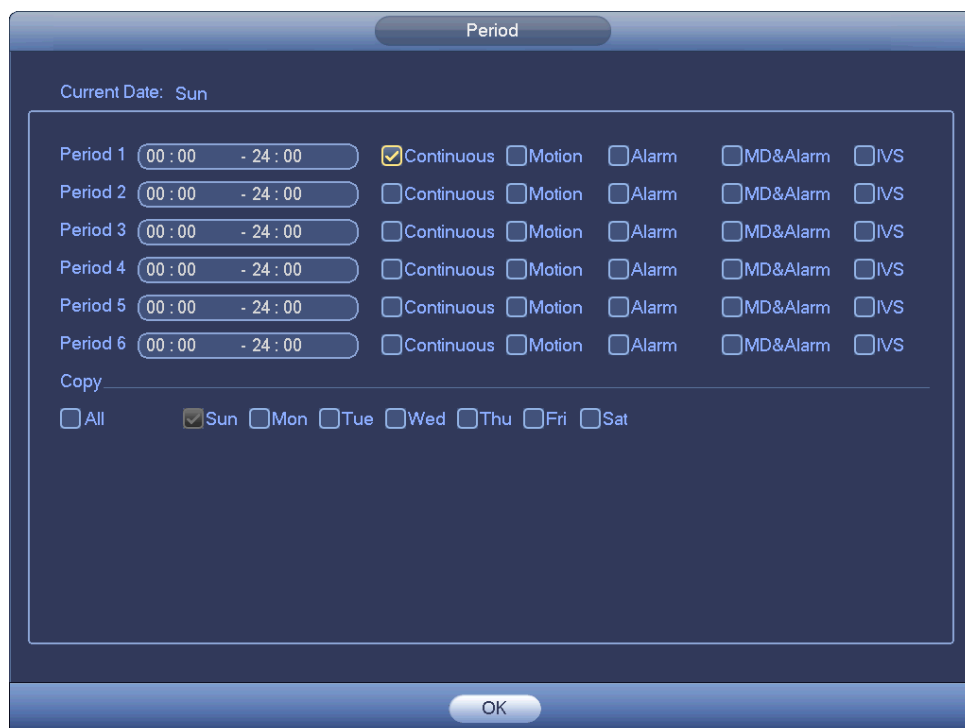 Period
Current Date: Sun
Period 1 00 : 00 - 24 : 00 Continuous Motion Alarm MD&Alarm IVS
Period 2 00 : 00 - 24 : 00 Continuous Motion Alarm MD&Alarm IVS
Period 3 00 : 00 - 24 : 00 Continuous Motion Alarm MD&Alarm IVS
Period 4 00 : 00 - 24 : 00 Continuous Motion Alarm MD&Alarm IVS
Period 5 00 : 00 - 24 : 00 Continuous Motion Alarm MD&Alarm IVS
Period 6 00 : 00 - 24 : 00 Continuous Motion Alarm MD&Alarm IVS
Copy
All Sun Mon Tue Wed Thu Fri Sat
OK